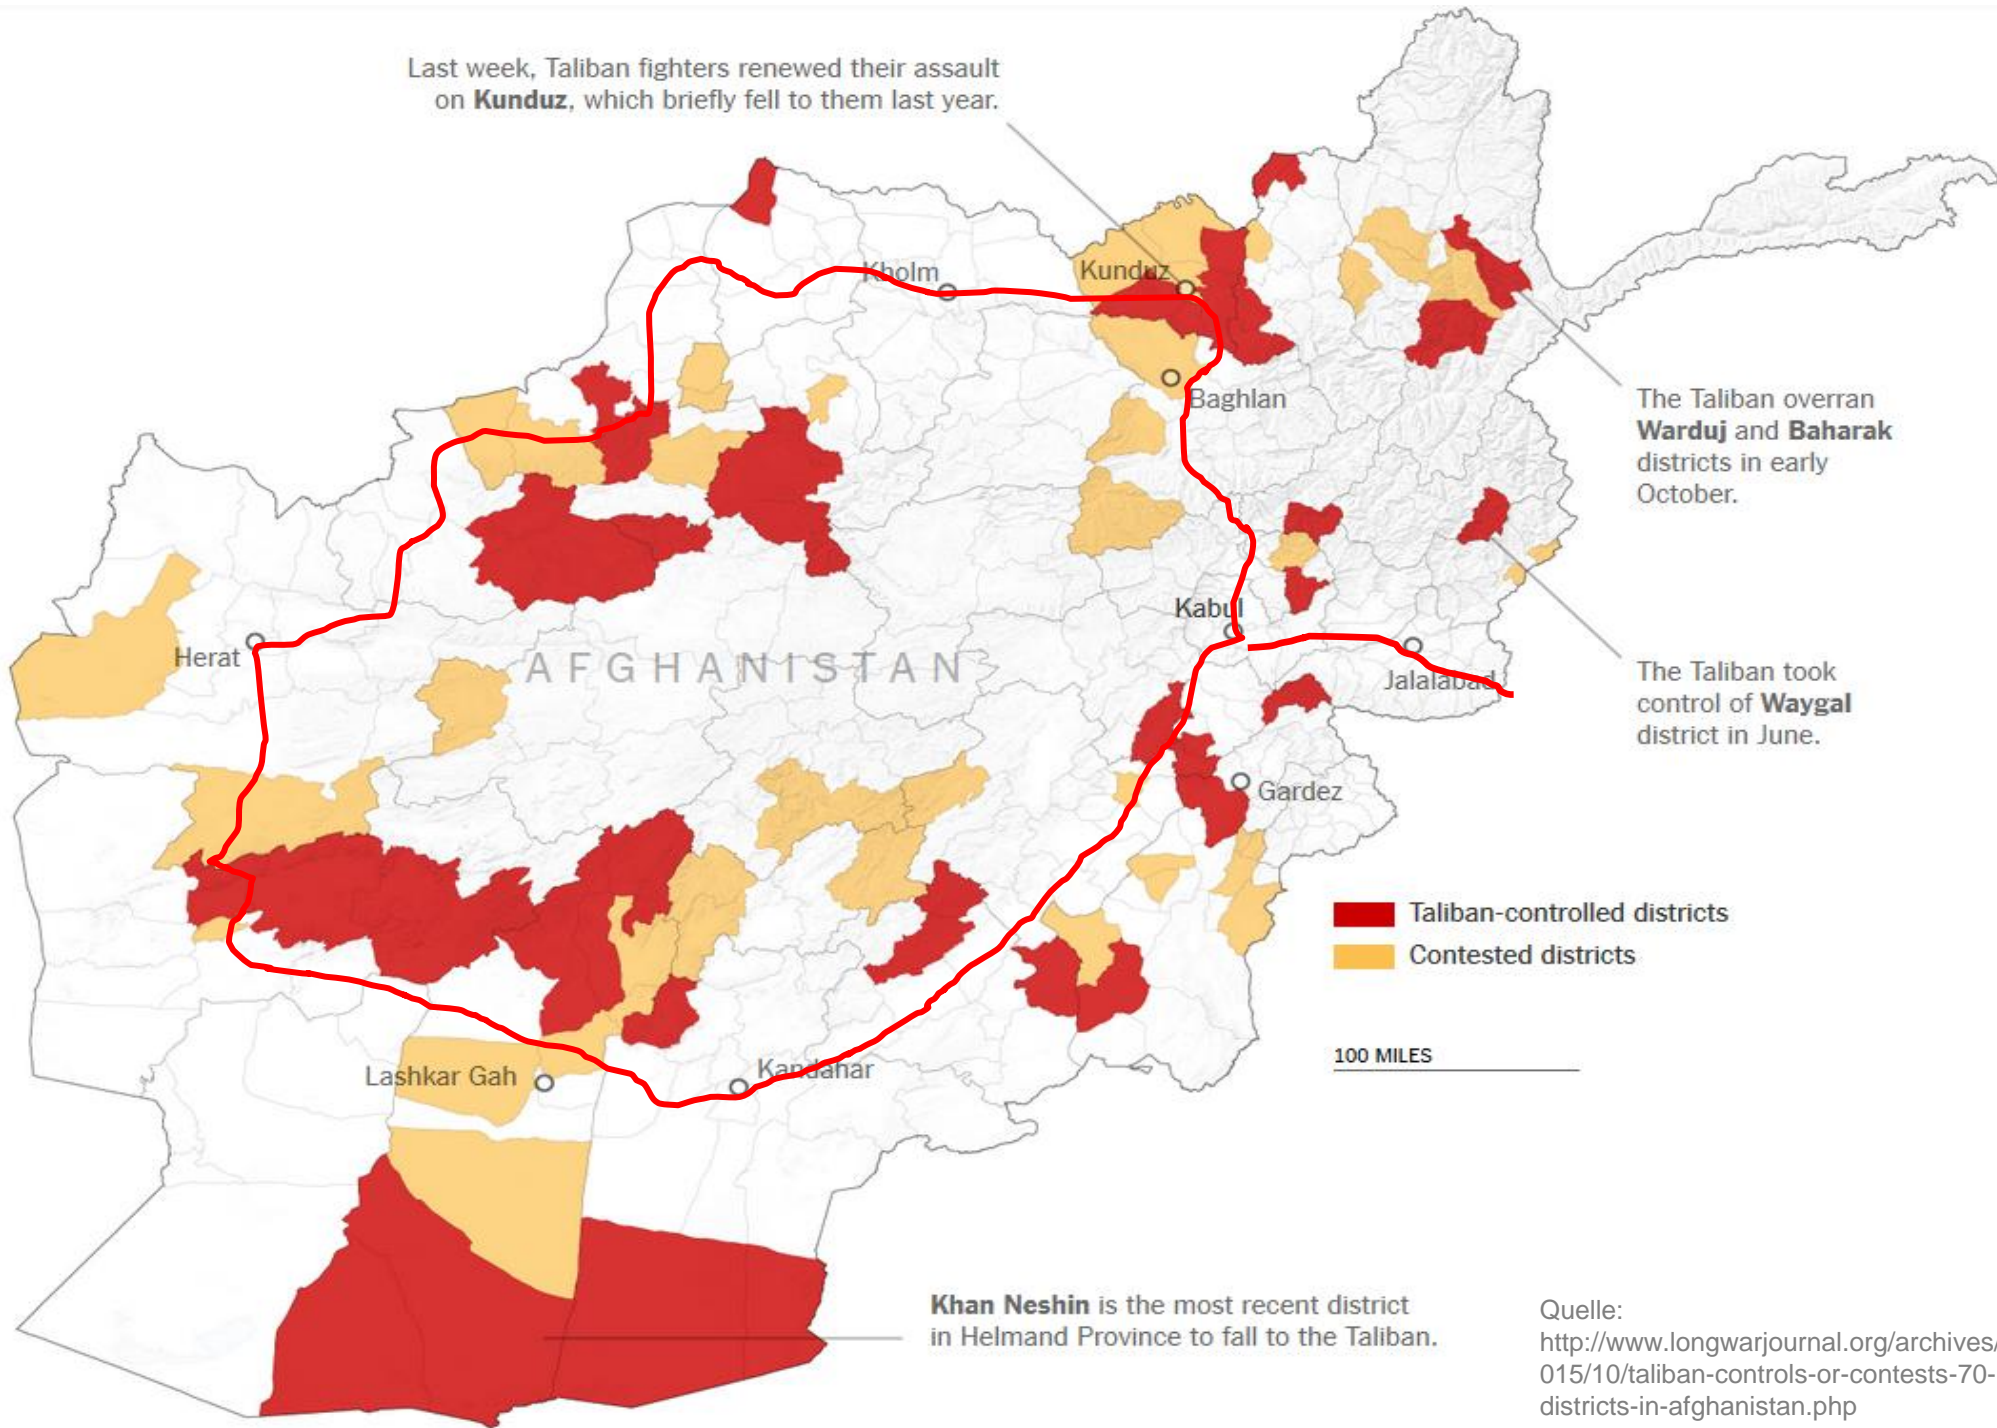 Last week, Taliban fighters renewed their assault
on Kunduz, which briefly fell to them last year.
Kholm
Kunduz
Baghlan
The Taliban overran
Warduj and Baharak
districts in early
October.
Kabul
Herat
AFGHANISTAN
Jalalabad
The Taliban took
control of Waygal
district in June.
Gardez
Taliban-controlled districts
Contested districts
100 MILES
Lashkar Gah
Kandahar
Khan Neshin is the most recent district
in Helmand Province to fall to the Taliban.
Quelle:
http://www.longwarjournal.org/archives/
015/10/taliban-controls-or-contests-70-
districts-in-afghanistan.php